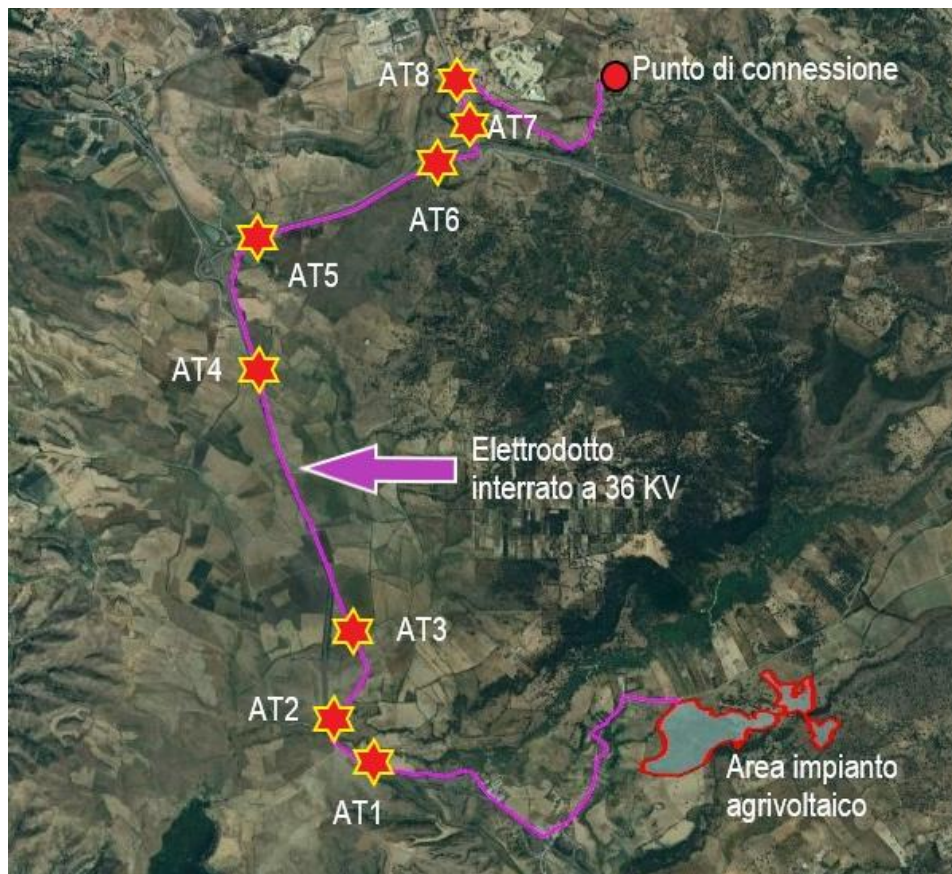 AT8
Punto di connessione
AT7
AT6
AT5
AT4
Elettrodotto
interrato a 36 KV
AT3
AT2
Area impianto
agrivoltaico
AT1